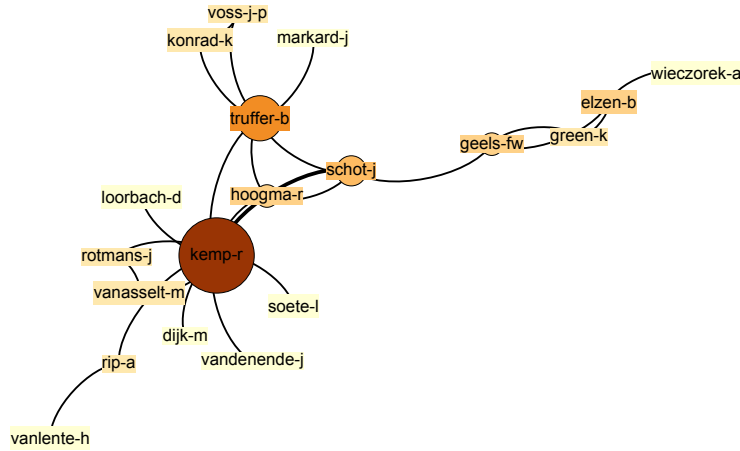 voss-j-p
konrad-k
markard-j
wieczorek-a
elzen-b
truffer-b
green-k
geels-fw
schot-j
hoogma-r
loorbach-d
rotmans-j
kemp-r
vanasselt-m
soete-l
dijk-m
vandenende-j
rip-a
vanlente-h